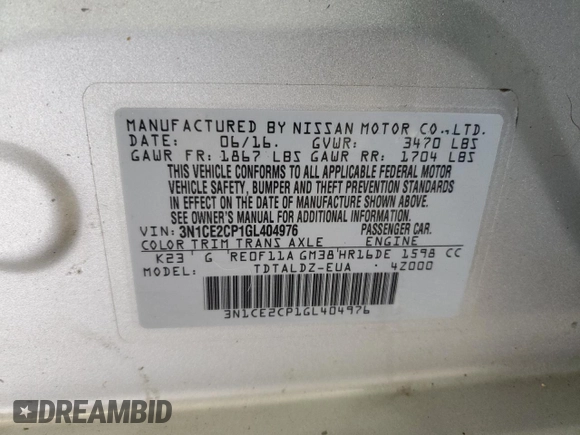 MANUFACTURED BY NISSAN MOTOR CO.,LTD.
DATE: 06/16. GVWR: 3470 LBS
GAWR FR: 1867 LBS GAWR RR: 1704 LBS
THIS VEHICLE CONFORMS TO ALL APPLICABLE FEDERAL MOTOR
VEHICLE SAFETY, BUMPER AND THEFT PREVENTION STANDARDS
IN EFFECT ON THE DATE OF MANUFACTURE SHOWN ABOVE.
SEE OWNER'S MANUAL FOR ADDITIONAL INFORMATION.
VIN: 3N1CE2CP1GL404976 PASSENGER CAR.
COLOR TRIM TRANS AXLE ENGINE
K23 G RE0F11A GM38 HR16DE 1598 CC
MODEL: TDTALDZ-EUA 4Z000
3N1CE2CP1GL404976
DREAMBID